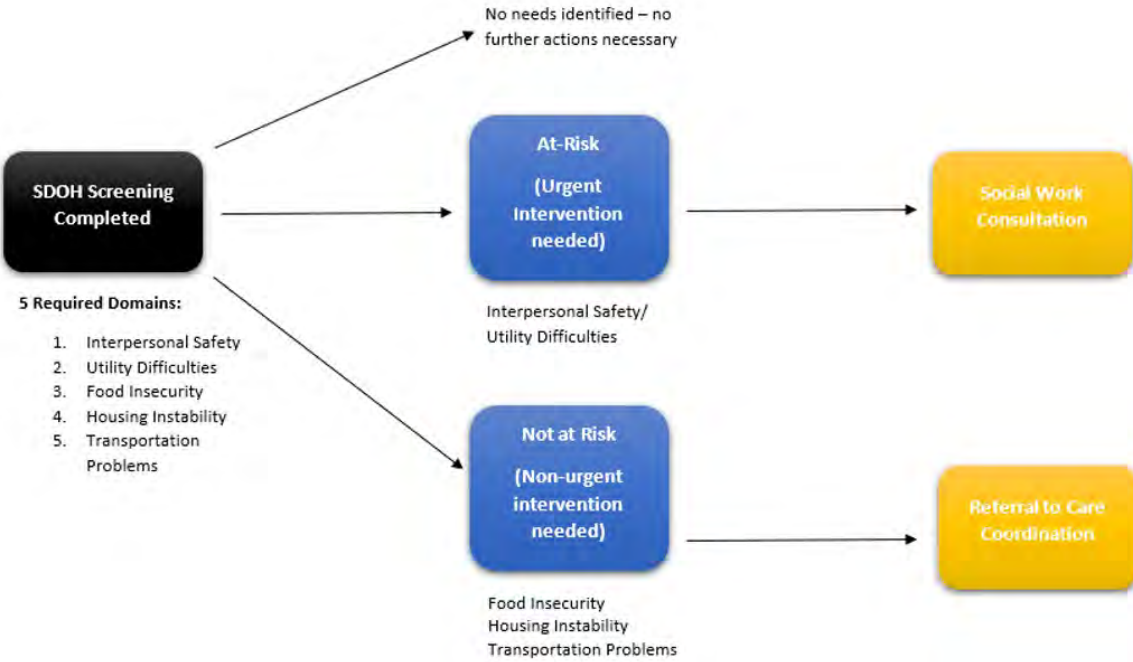 No needs identified – no
further actions necessary
SDOH Screening
Completed
5 Required Domains:
1. Interpersonal Safety
2. Utility Difficulties
3. Food Insecurity
4. Housing Instability
5. Transportation
Problems
At-Risk
(Urgent
Intervention
needed)
Interpersonal Safety/
Utility Difficulties
Social Work
Consultation
Not at Risk
(Non-urgent
intervention
needed)
Food Insecurity
Housing Instability
Transportation Problems
Referral to Care
Coordination